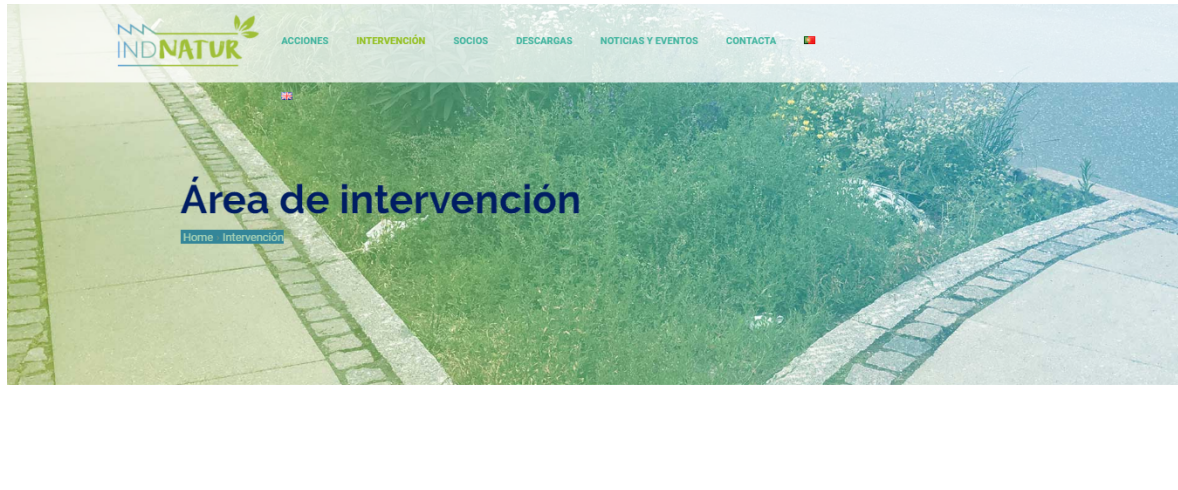 INDNATUR
ACCIONES INTERVENCIÓN SOCIOS DESCARGAS NOTICIAS Y EVENTOS CONTACTA
Área de intervención
Home Intervención